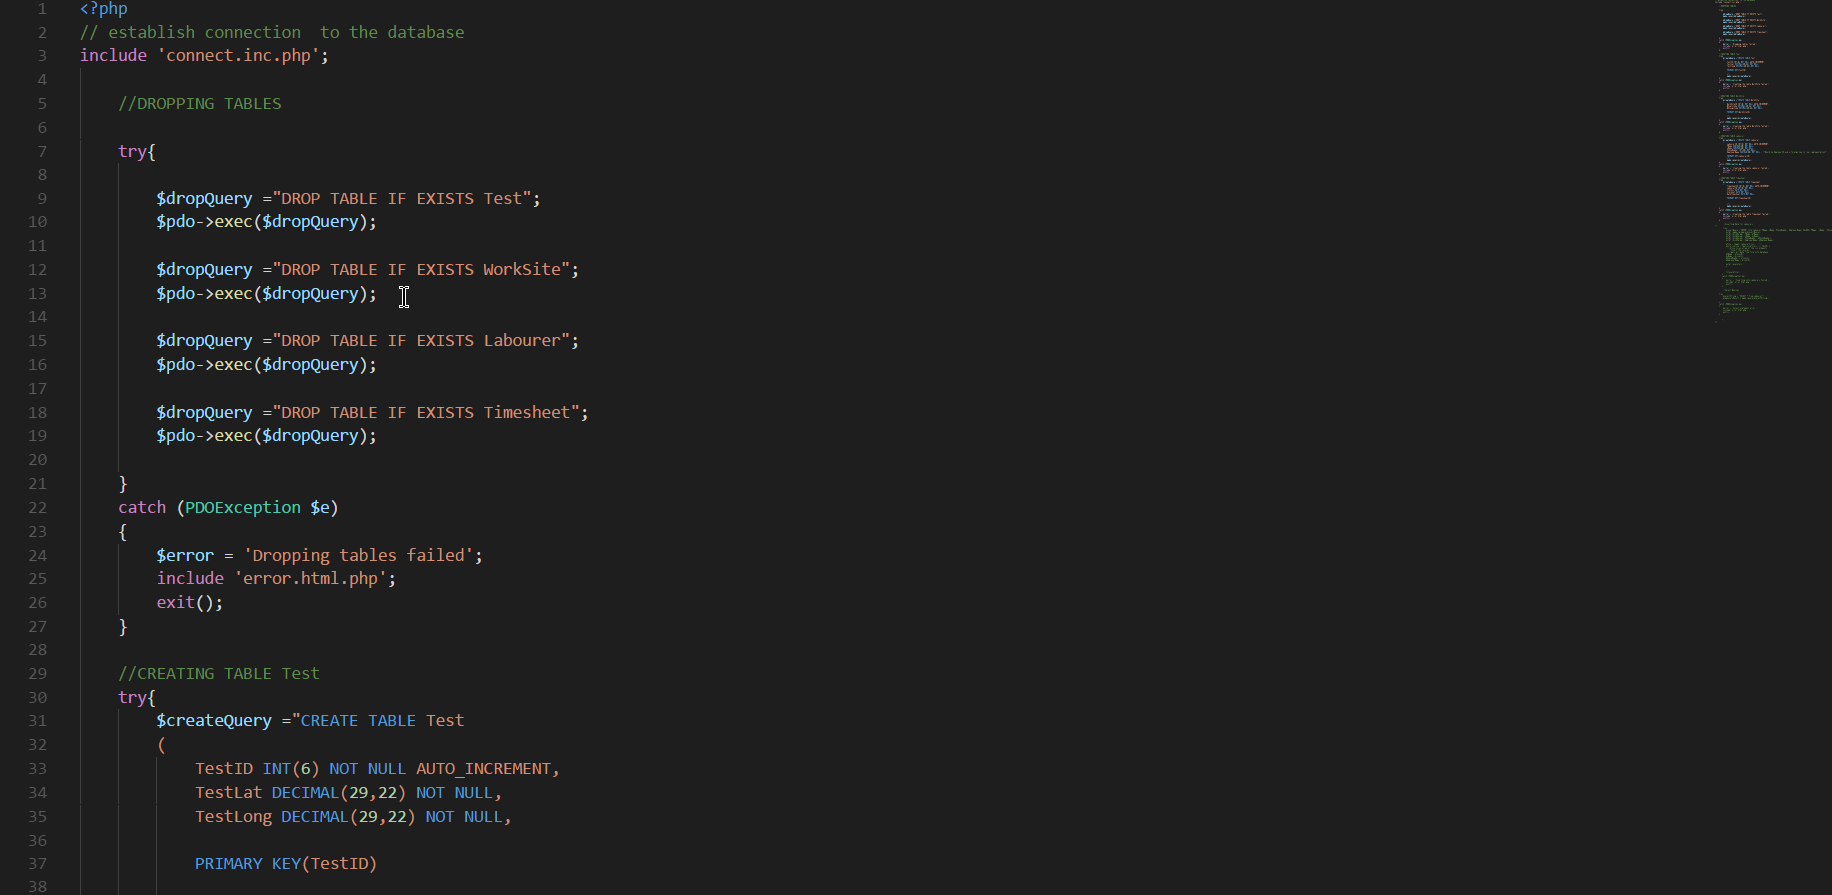 1 <?php
2 // establish connection  to the database
3 include 'connect.inc.php';
4
5 //DROPPING TABLES
6
7 try{
8
9 $dropQuery ="DROP TABLE IF EXISTS Test";
10 $pdo->exec($dropQuery);
11
12 $dropQuery ="DROP TABLE IF EXISTS WorkSite";
13 $pdo->exec($dropQuery);
14
15 $dropQuery ="DROP TABLE IF EXISTS Labourer";
16 $pdo->exec($dropQuery);
17
18 $dropQuery ="DROP TABLE IF EXISTS Timesheet";
19 $pdo->exec($dropQuery);
20
21 }
22 catch (PDOException $e)
23 {
24 $error = 'Dropping tables failed';
25 include 'error.html.php';
26 exit();
27 }
28
29 //CREATING TABLE Test
30 try{
31 $createQuery ="CREATE TABLE Test
32 (
33 TestID INT(6) NOT NULL AUTO_INCREMENT,
34 TestLat DECIMAL(29,22) NOT NULL,
35 TestLong DECIMAL(29,22) NOT NULL,
36
37 PRIMARY KEY(TestID)
38